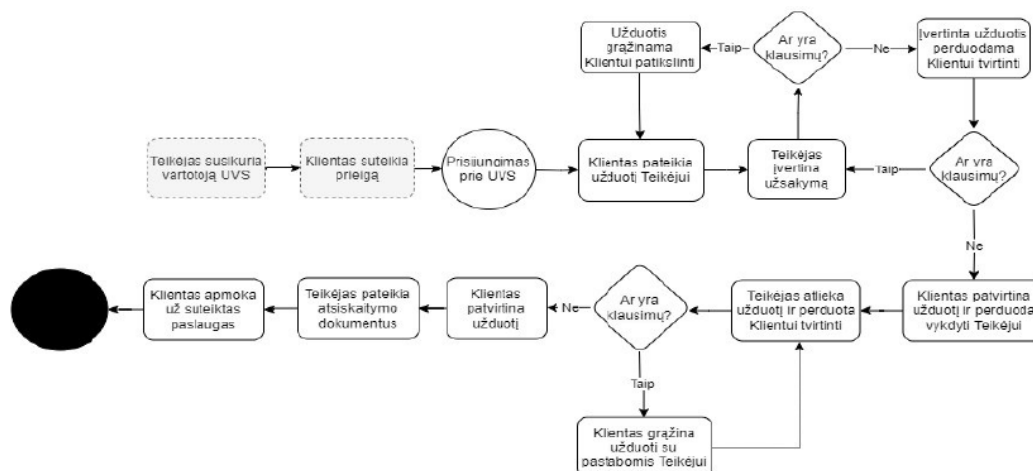 Užduotis
grąžinama
Klientui patikslinti
Taip
Ar yra
klausimų?
Ne
Įvertinta užduotis
perduodama
Klientui tvirtinti
Teikėjas susikuria
vartotoją UVS
Klientas suteikia
prieigą
Prisijungimas
prie UVS
Klientas pateikia
užduotį Teikėjui
Teikėjas
įvertina
užsakymą
Taip
Ar yra
klausimų?
Ne
Klientas apmoka
už suteiktas
paslaugas
Teikėjas pateikia
atsiskaitymo
dokumentus
Klientas
patvirtina
užduotį
Ne
Ar yra
klausimų?
Teikėjas atlieka
užduotį ir perduota
Klientui tvirtinti
Klientas patvirtina
užduotį ir perduoda
vykdyti Teikėjui
Taip
Klientas grąžina
užduotį su
pastabomis Teikėjui